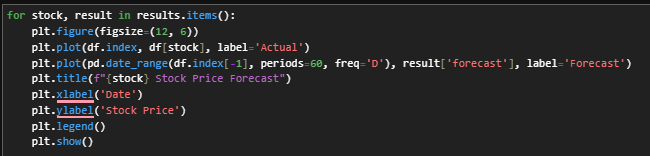 for stock, result in results.items():
    plt.figure(figsize=(12, 6))
    plt.plot(df.index, df[stock], label='Actual')
    plt.plot(pd.date_range(df.index[-1], periods=60, freq='D'), result['forecast'], label='Forecast')
    plt.title(f"{stock} Stock Price Forecast")
    plt.xlabel('Date')
    plt.ylabel('Stock Price')
    plt.legend()
    plt.show()